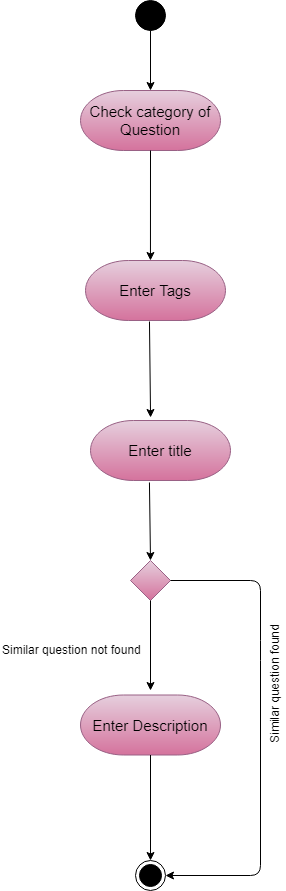 Check category of
Question
Enter Tags
Enter title
Similar question not found
Similar question found
Enter Description